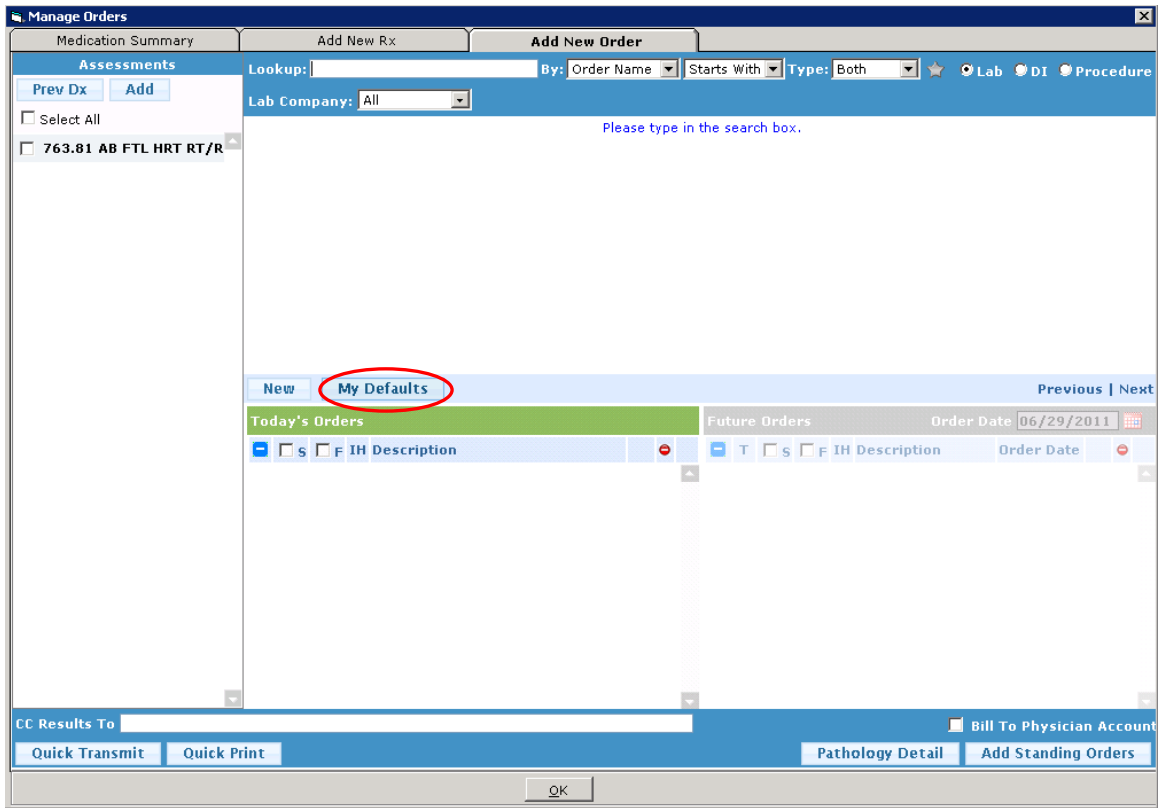 Manage Orders
Medication Summary Add New Rx Add New Order
Assessments
Prev Dx Add
Select All
763.81 AB FTL HRT RT/R
Lookup: By: Order Name Starts With Type: Both Lab DI Procedure
Lab Company: All
Please type in the search box.
New My Defaults Previous | Next
Today's Orders
S F IH Description
Future Orders Order Date 06/29/2011
T S F IH Description Order Date
CC Results To
Bill To Physician Account
Quick Transmit Quick Print Pathology Detail Add Standing Orders
OK